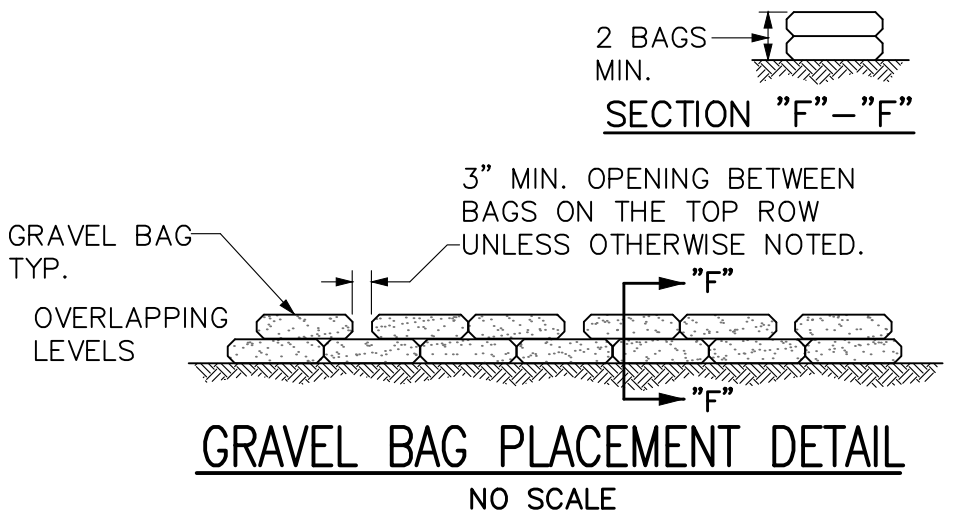 2 BAGS
MIN.
SECTION "F"-"F"
3" MIN. OPENING BETWEEN
BAGS ON THE TOP ROW
UNLESS OTHERWISE NOTED.
GRAVEL BAG
TYP.
"F"
OVERLAPPING
LEVELS
"F"
GRAVEL BAG PLACEMENT DETAIL
NO SCALE